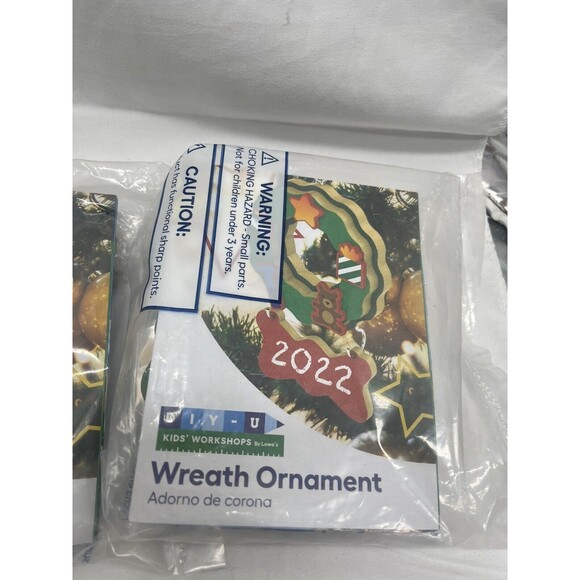 WARNING:
CHOKING HAZARD - Small parts.
Not for children under 3 years.
CAUTION:
has functional sharp points.
2022
I.Y-U
KIDS' WORKSHOPS By Lowe's
Wreath Ornament
Adorno de corona